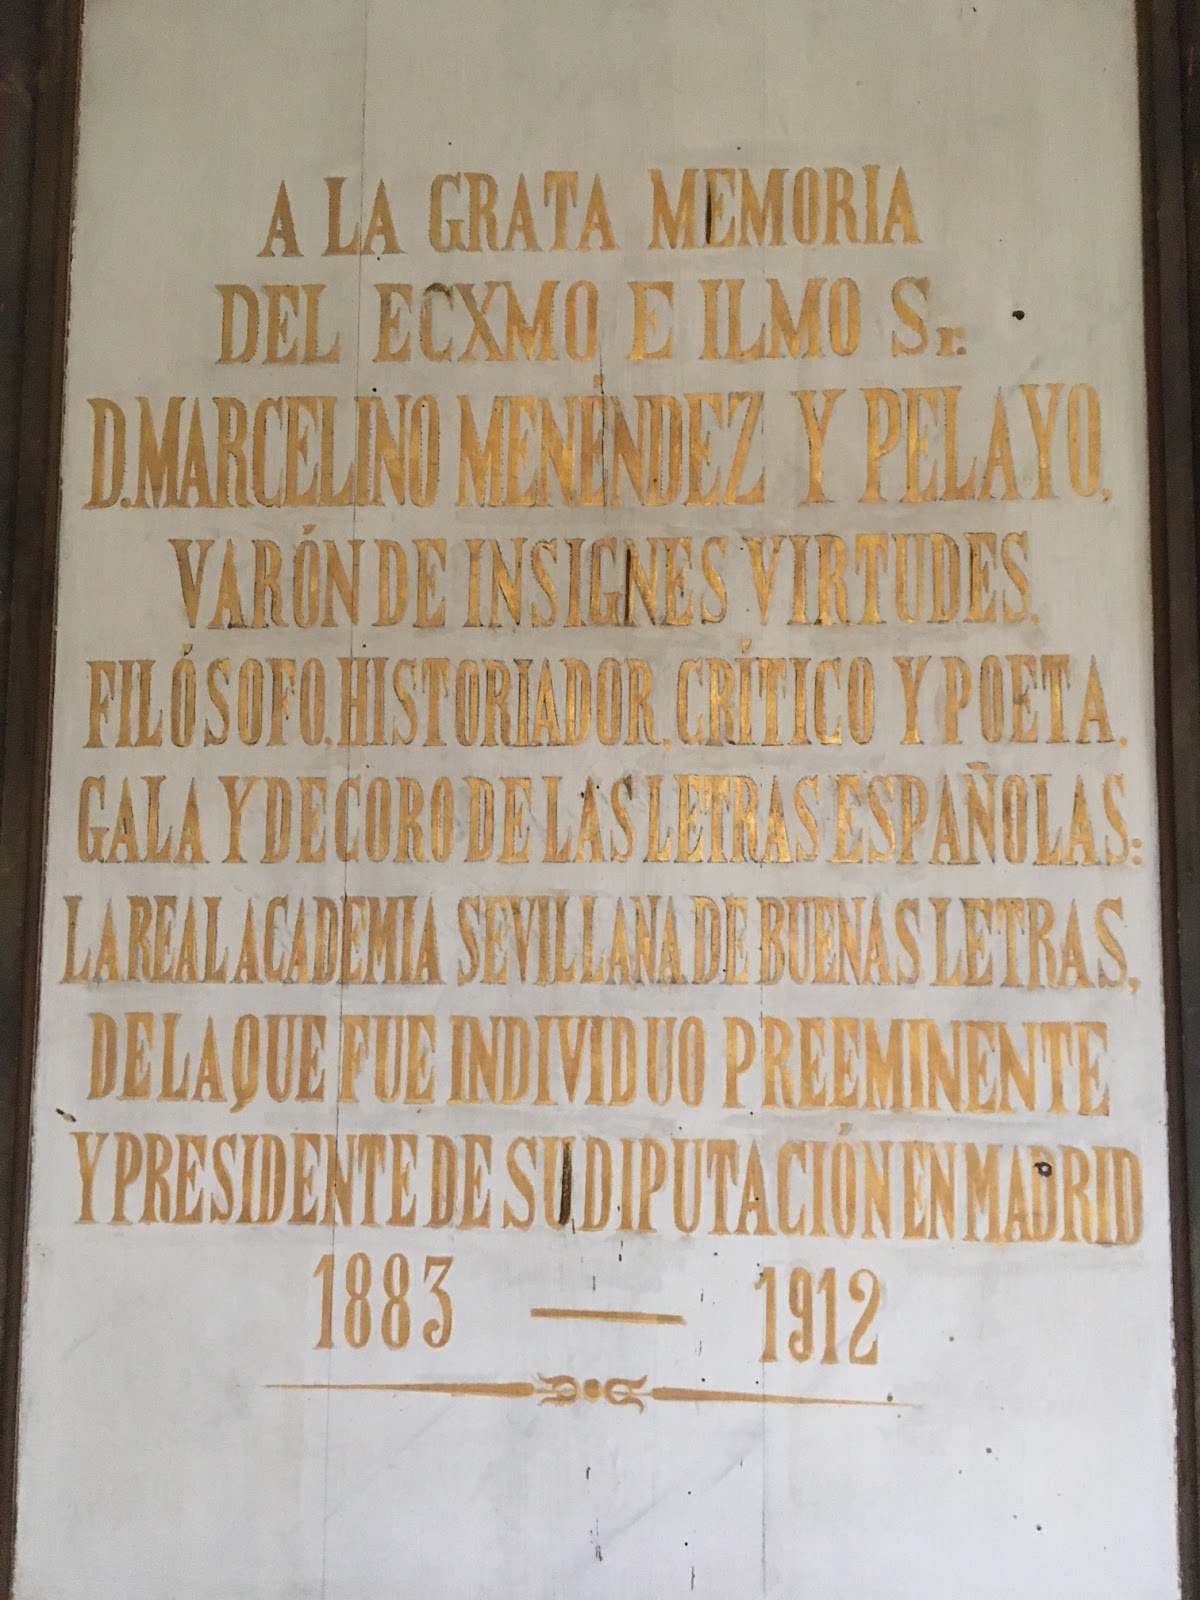 A LA GRATA MEMORIA
DEL ECXMO E ILMO Sr.
D. MARCELINO MENÉNDEZ Y PELAYO,
VARÓN DE INSIGNES VIRTUDES,
FILÓSOFO, HISTORIADOR, CRÍTICO Y POETA,
GALA Y DECORO DE LAS LETRAS ESPAÑOLAS:
LA REAL ACADEMIA SEVILLANA DE BUENAS LETRAS,
DE LA QUE FUE INDIVIDUO PREEMINENTE
Y PRESIDENTE DE SU DIPUTACIÓN EN MADRID
1883 — 1912